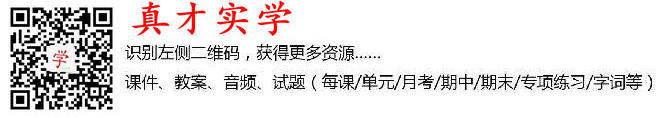 真才实学
学
识别左侧二维码，获得更多资源......
课件、教案、音频、试题（每课/单元/月考/期中/期末/专项练习/字词等）